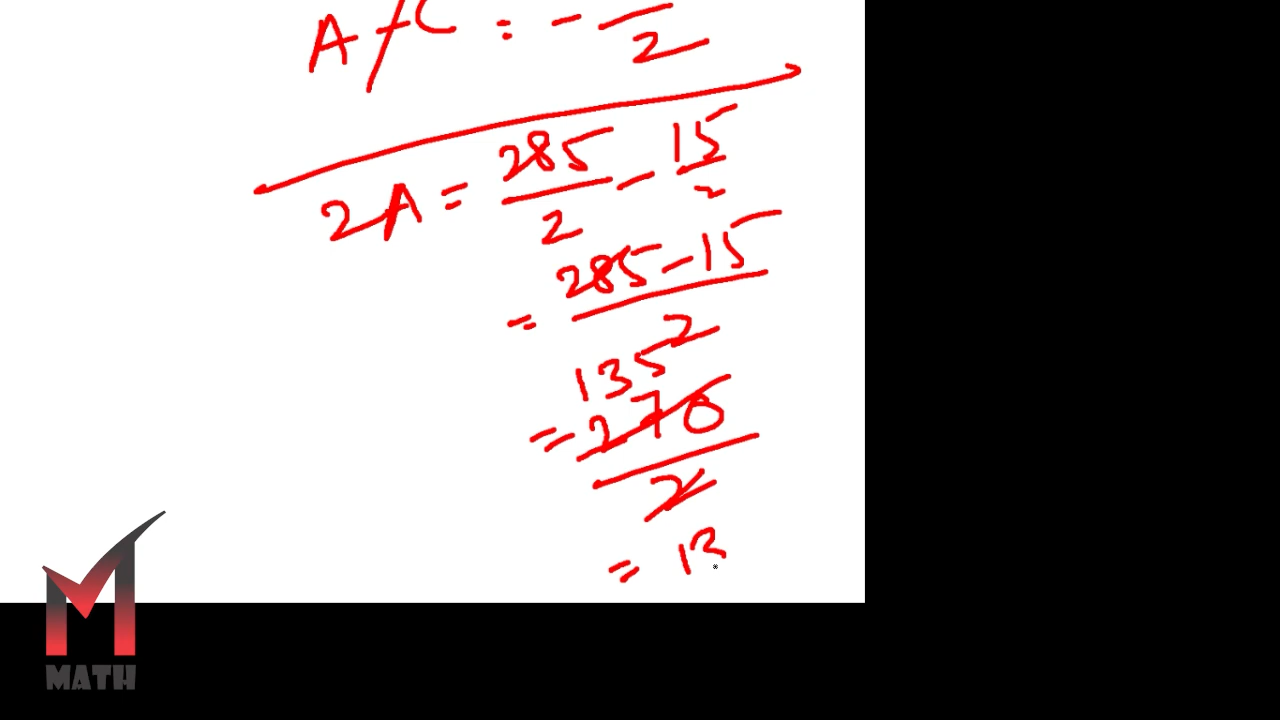 A + C = - —/2
2A = 285/2 - 15/2
= 285 - 15/2
135
= 270/2
= 13
MATH